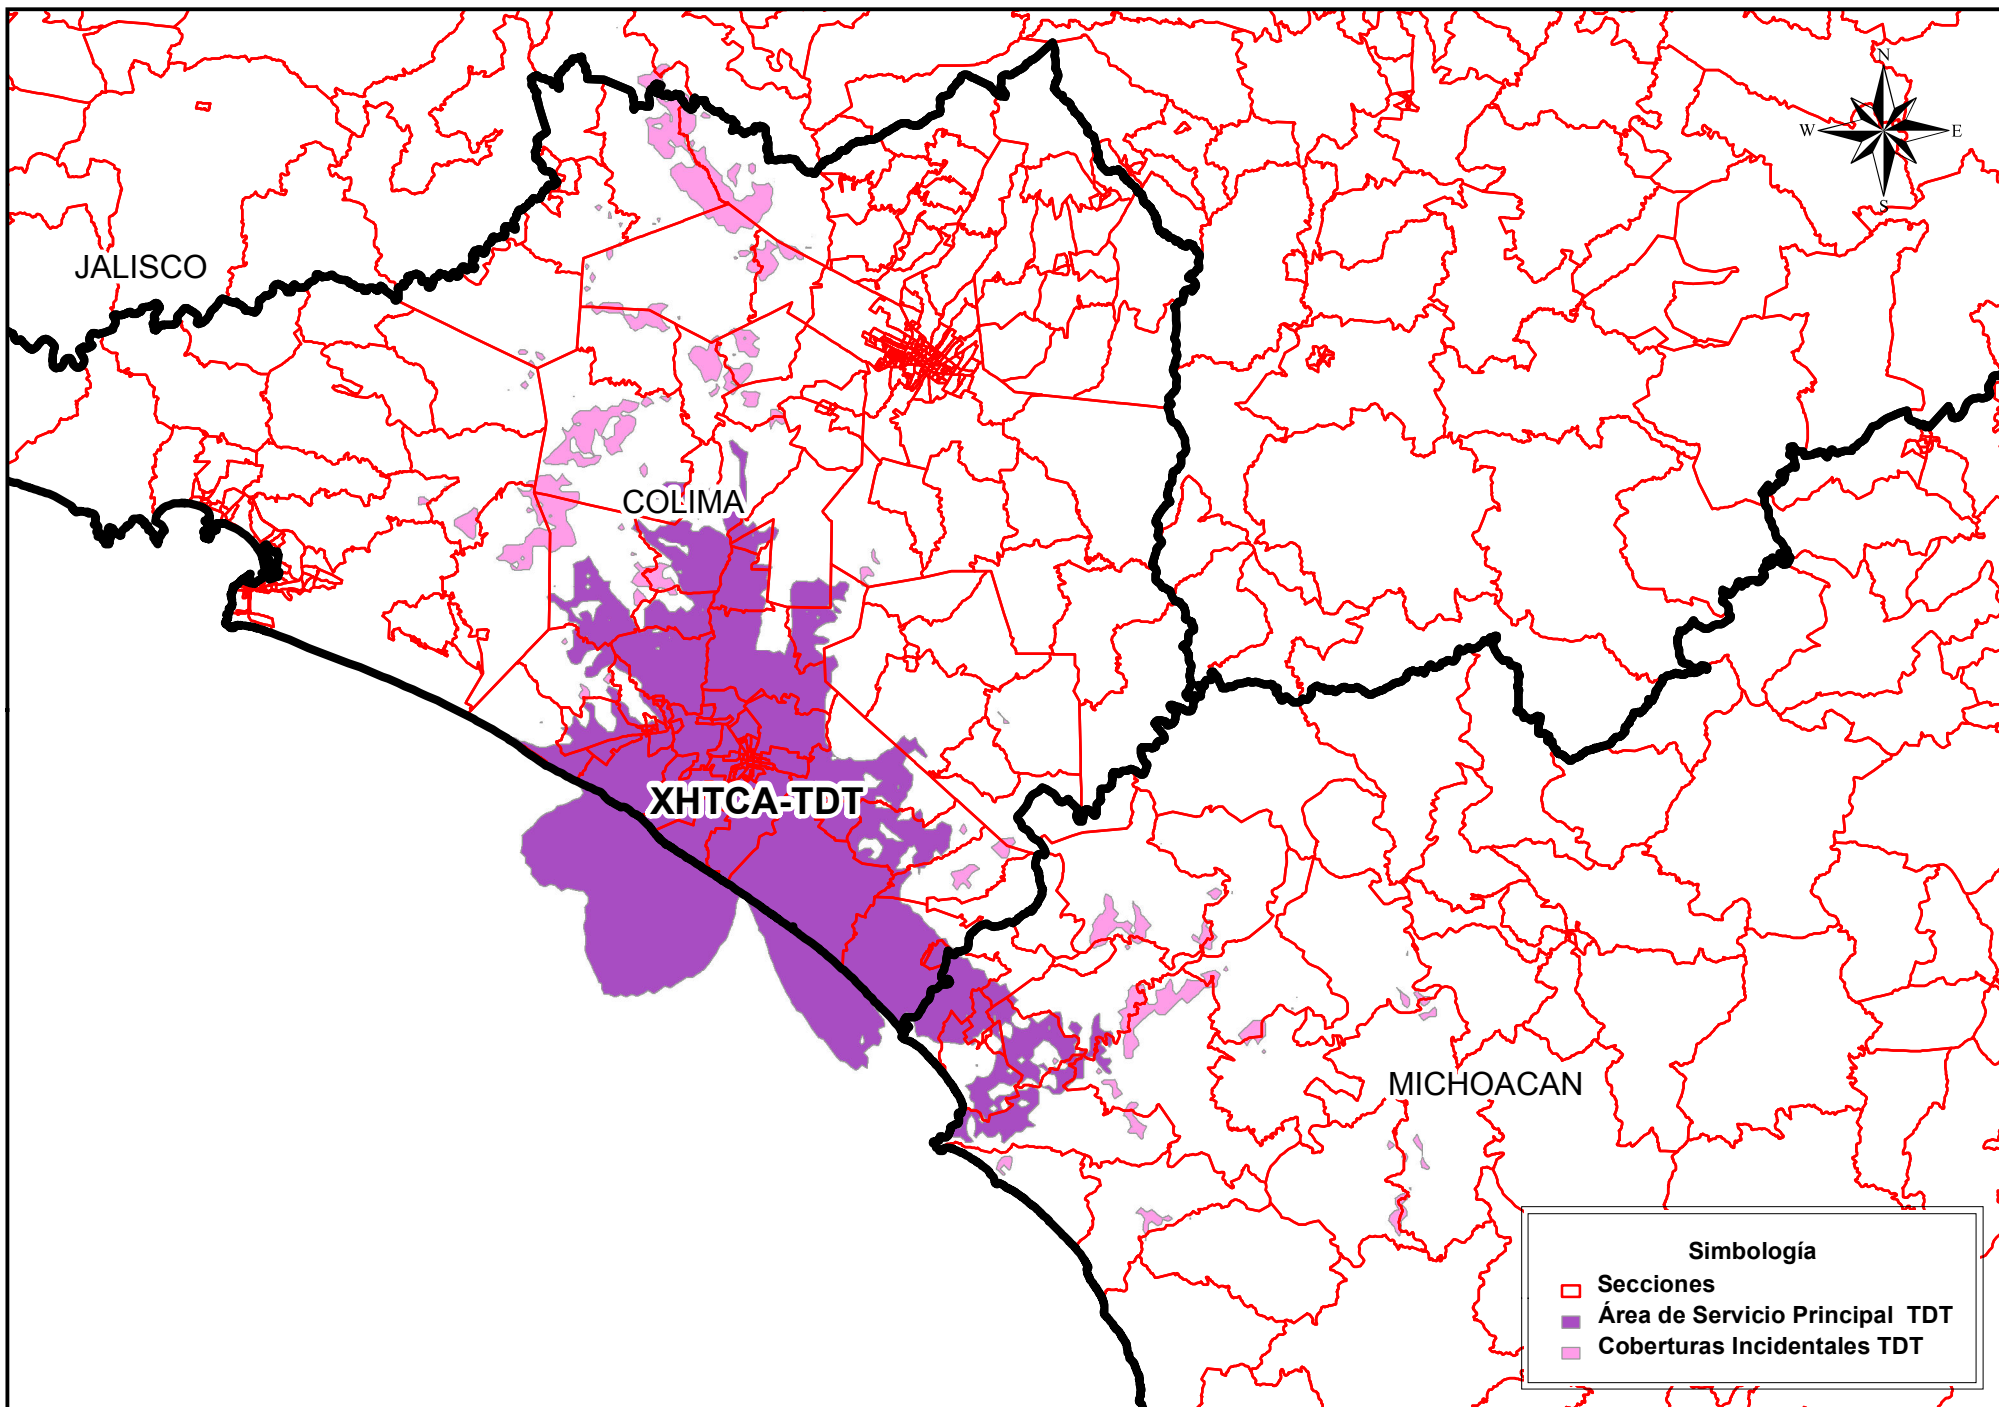 N
W E
S
JALISCO
COLIMA
XHTCA-TDT
MICHOACAN
Simbología
Secciones
Área de Servicio Principal TDT
Coberturas Incidentales TDT